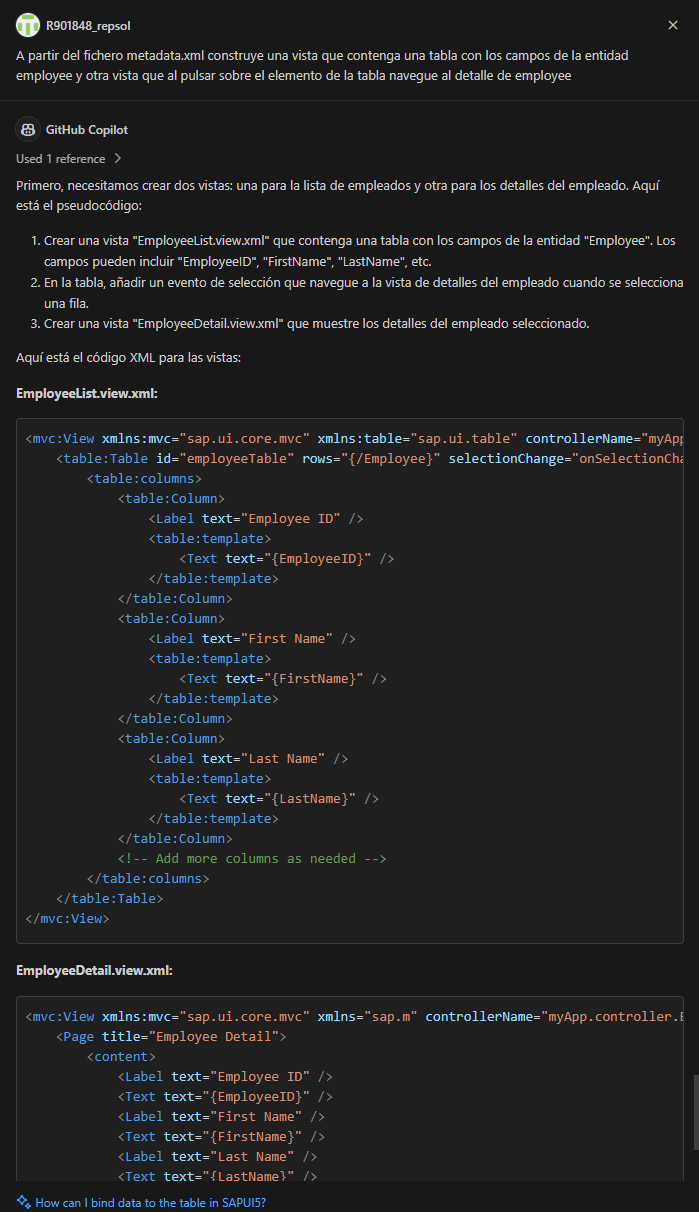 R901848_repsol
A partir del fichero metadata.xml construye una vista que contenga una tabla con los campos de la entidad
employee y otra vista que al pulsar sobre el elemento de la tabla navegue al detalle de employee
GitHub Copilot
Used 1 reference
Primero, necesitamos crear dos vistas: una para la lista de empleados y otra para los detalles del empleado. Aquí
está el pseudocódigo:
1. Crear una vista "EmployeeList.view.xml" que contenga una tabla con los campos de la entidad "Employee". Los
campos pueden incluir "EmployeeID", "FirstName", "LastName", etc.
2. En la tabla, añadir un evento de selección que navegue a la vista de detalles del empleado cuando se selecciona
una fila.
3. Crear una vista "EmployeeDetail.view.xml" que muestre los detalles del empleado seleccionado.
Aquí está el código XML para las vistas:
EmployeeList.view.xml:
<mvc:View xmlns:mvc="sap.ui.core.mvc" xmlns:table="sap.ui.table" controllerName="myApp
<table:Table id="employeeTable" rows="{/Employee}" selectionChange="onSelectionCha
<table:columns>
<table:Column>
<Label text="Employee ID" />
<table:template>
<Text text="{EmployeeID}" />
</table:template>
</table:Column>
<table:Column>
<Label text="First Name" />
<table:template>
<Text text="{FirstName}" />
</table:template>
</table:Column>
<table:Column>
<Label text="Last Name" />
<table:template>
<Text text="{LastName}" />
</table:template>
</table:Column>
<!-- Add more columns as needed -->
</table:columns>
</table:Table>
</mvc:View>
EmployeeDetail.view.xml:
<mvc:View xmlns:mvc="sap.ui.core.mvc" xmlns="sap.m" controllerName="myApp.controller.E
<Page title="Employee Detail">
<content>
<Label text="Employee ID" />
<Text text="{EmployeeID}" />
<Label text="First Name" />
<Text text="{FirstName}" />
<Label text="Last Name" />
<Text text="{LastName}" />
How can I bind data to the table in SAPUI5?